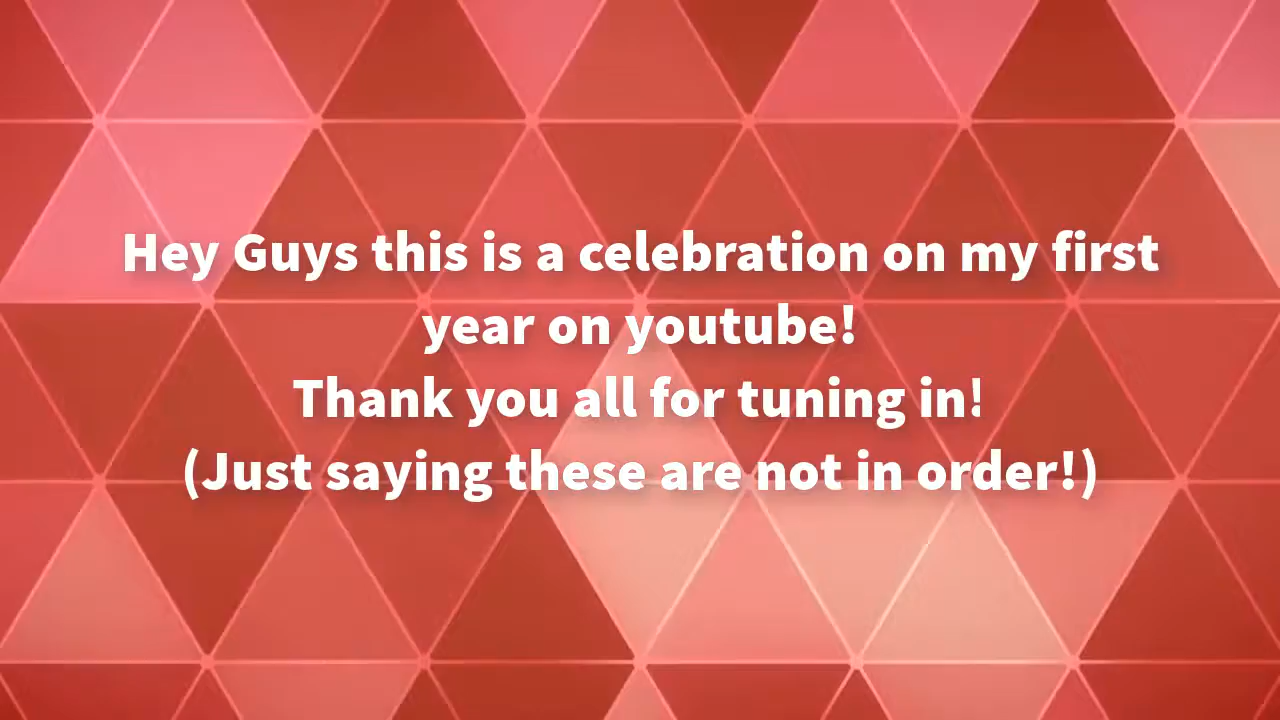 Hey Guys this is a celebration on my first
year on youtube!
Thank you all for tuning in!
(Just saying these are not in order!)